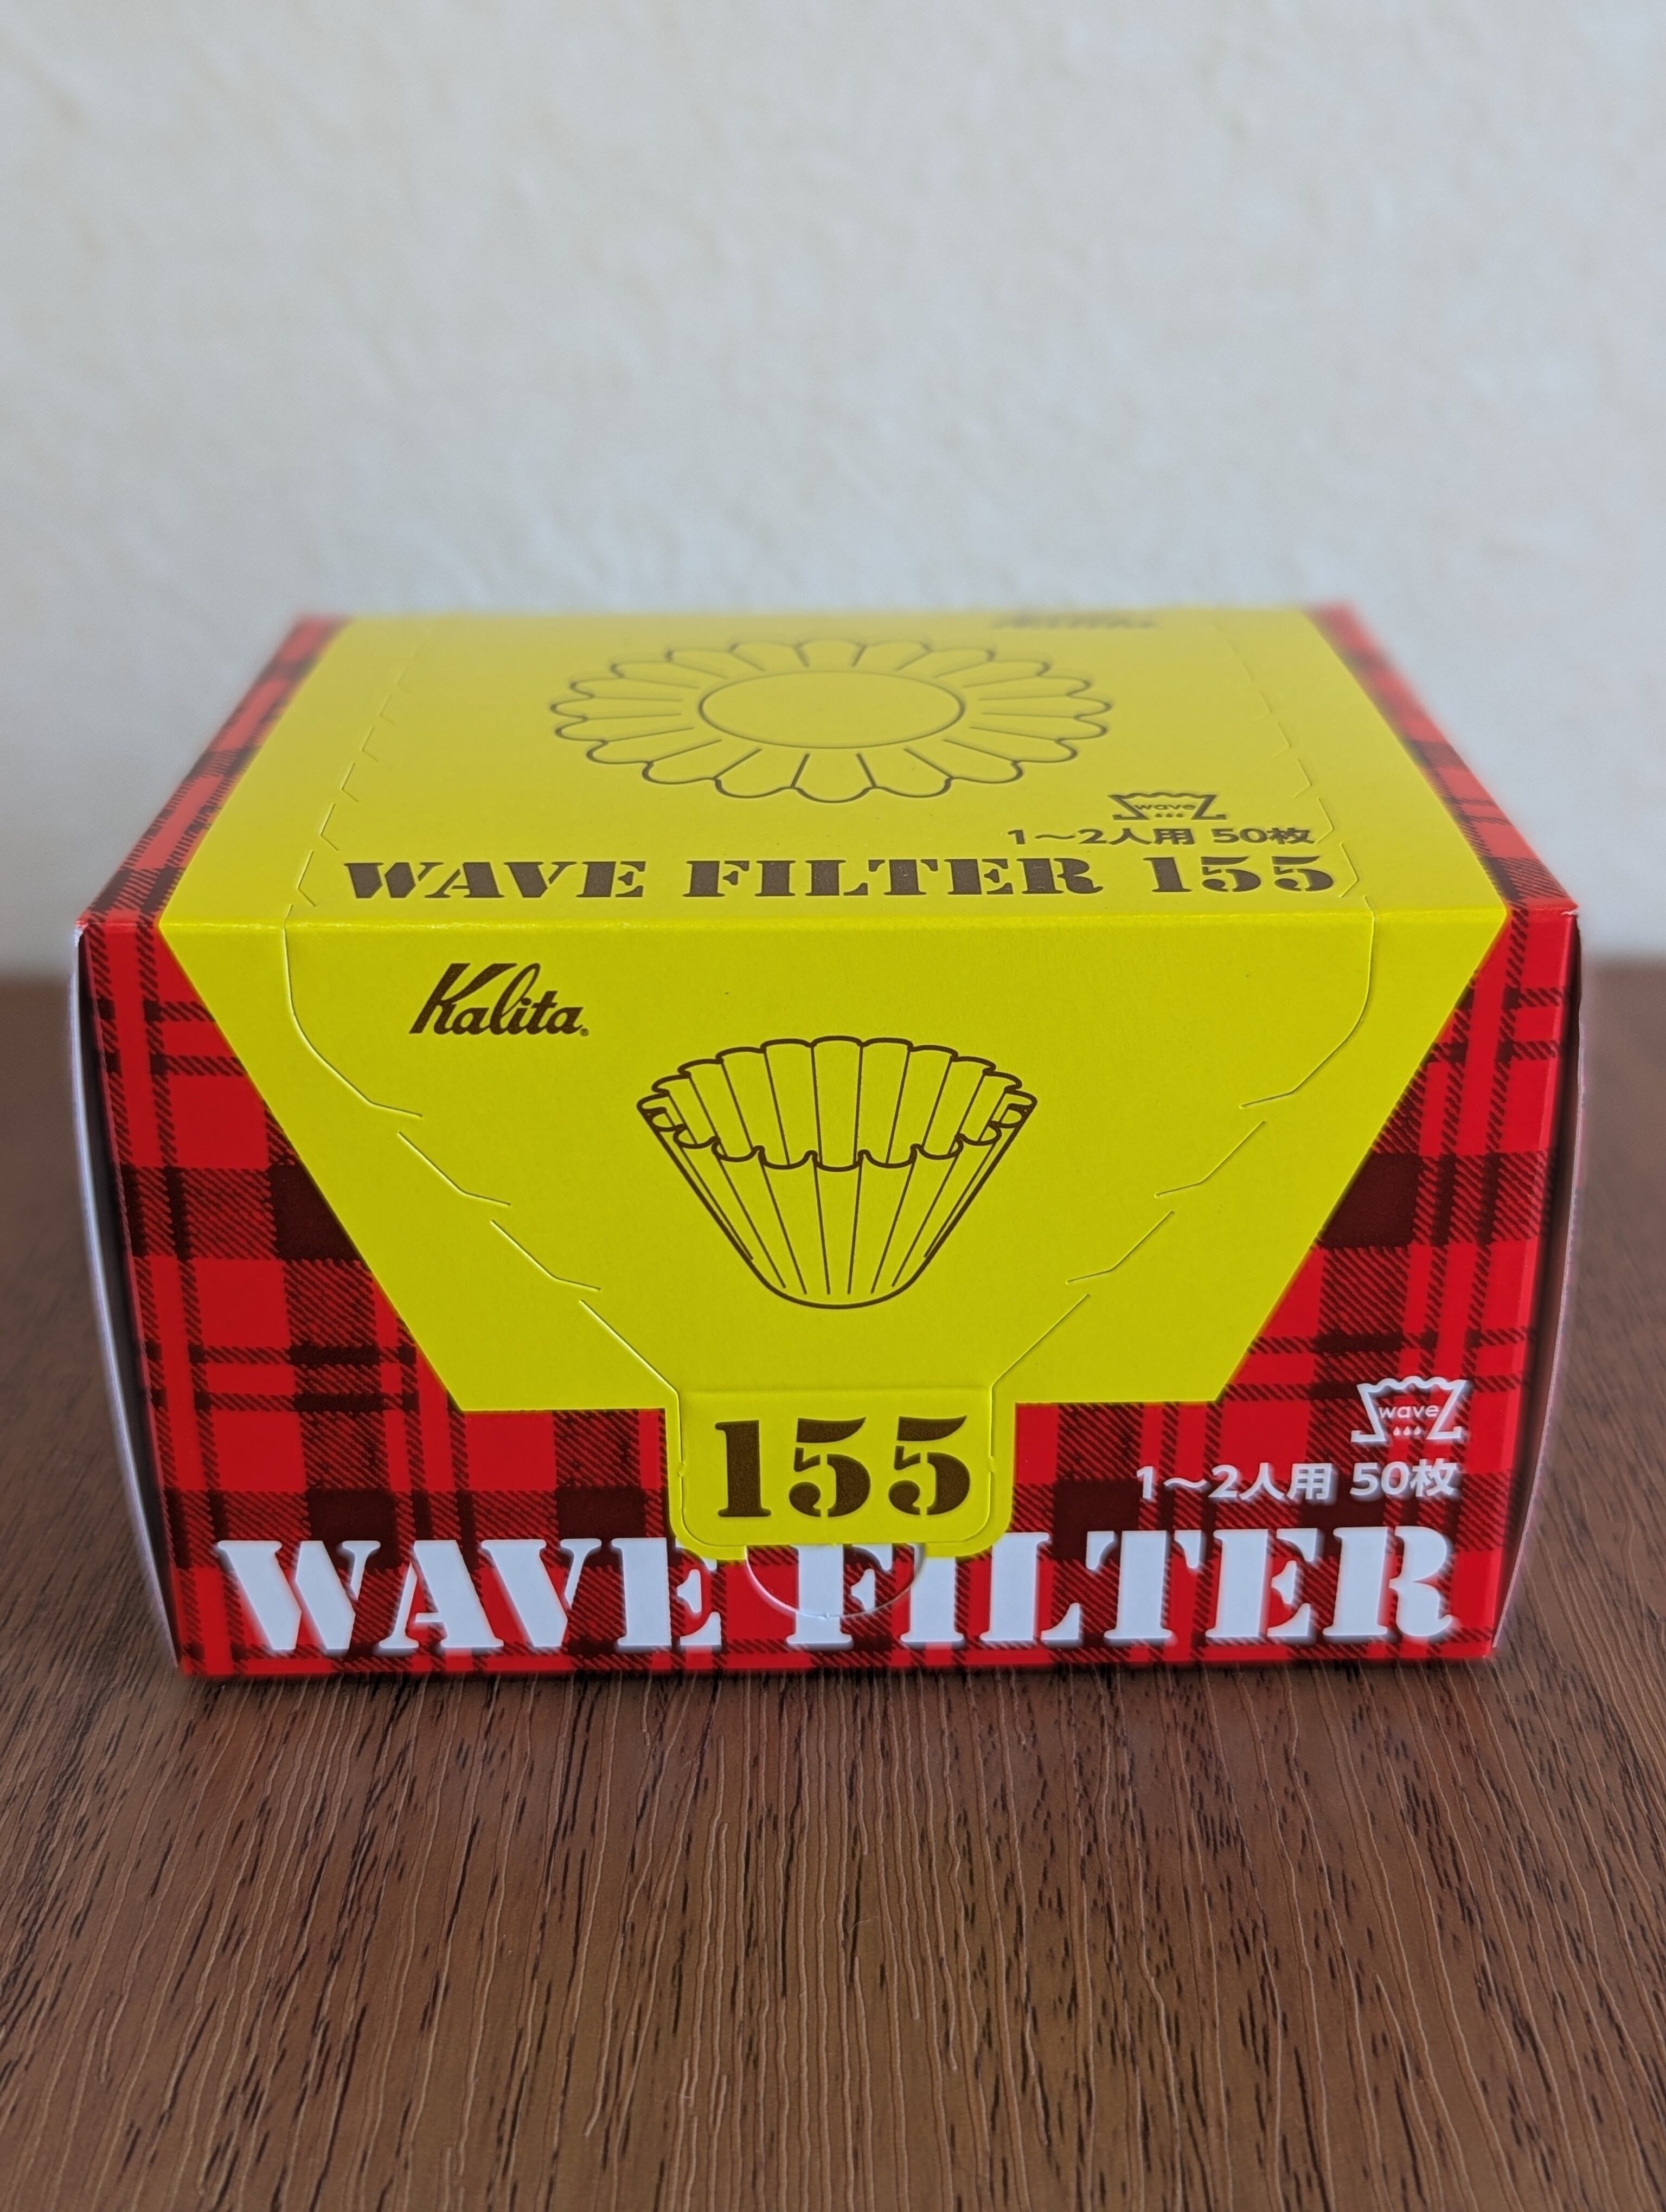 wave
1～2人用 50枚
WAVE FILTER 155
Kalita
155
wave
1～2人用 50枚
WAVE FILTER